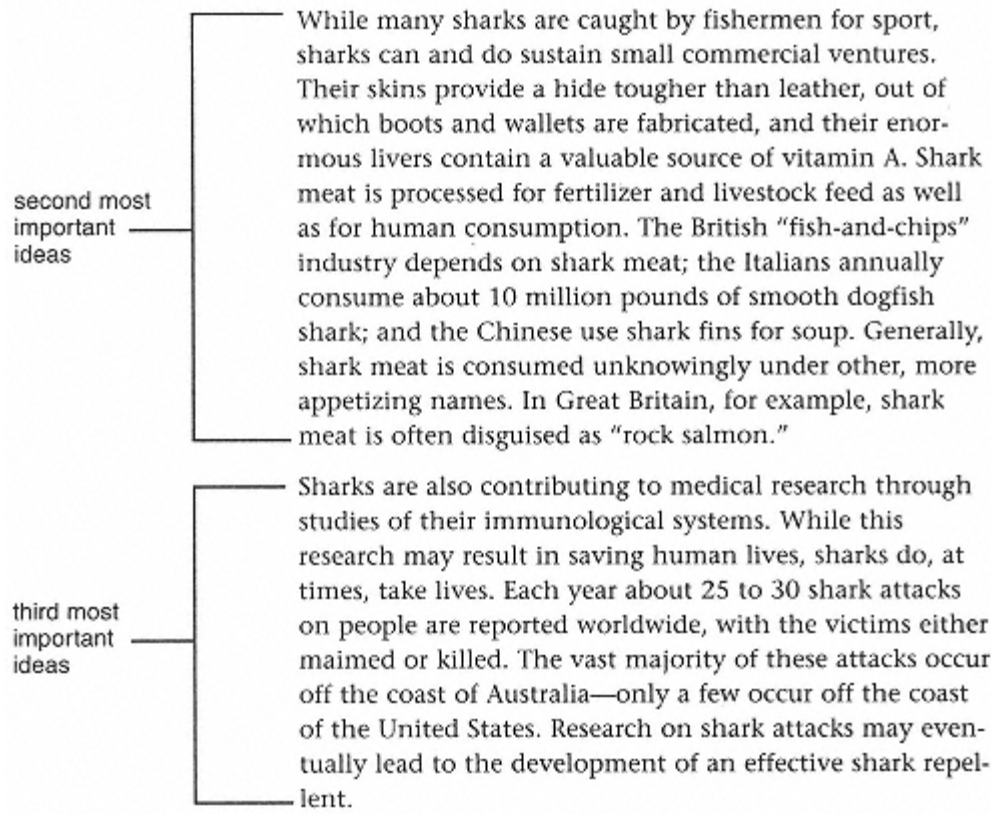 While many sharks are caught by fishermen for sport,
sharks can and do sustain small commercial ventures.
Their skins provide a hide tougher than leather, out of
which boots and wallets are fabricated, and their enor-
mous livers contain a valuable source of vitamin A. Shark
meat is processed for fertilizer and livestock feed as well
as for human consumption. The British "fish-and-chips"
industry depends on shark meat; the Italians annually
consume about 10 million pounds of smooth dogfish
shark; and the Chinese use shark fins for soup. Generally,
shark meat is consumed unknowingly under other, more
appetizing names. In Great Britain, for example, shark
meat is often disguised as "rock salmon."
second most
important
ideas
Sharks are also contributing to medical research through
studies of their immunological systems. While this
research may result in saving human lives, sharks do, at
times, take lives. Each year about 25 to 30 shark attacks
on people are reported worldwide, with the victims either
maimed or killed. The vast majority of these attacks occur
off the coast of Australia—only a few occur off the coast
of the United States. Research on shark attacks may even-
tually lead to the development of an effective shark repel-
lent.
third most
important
ideas